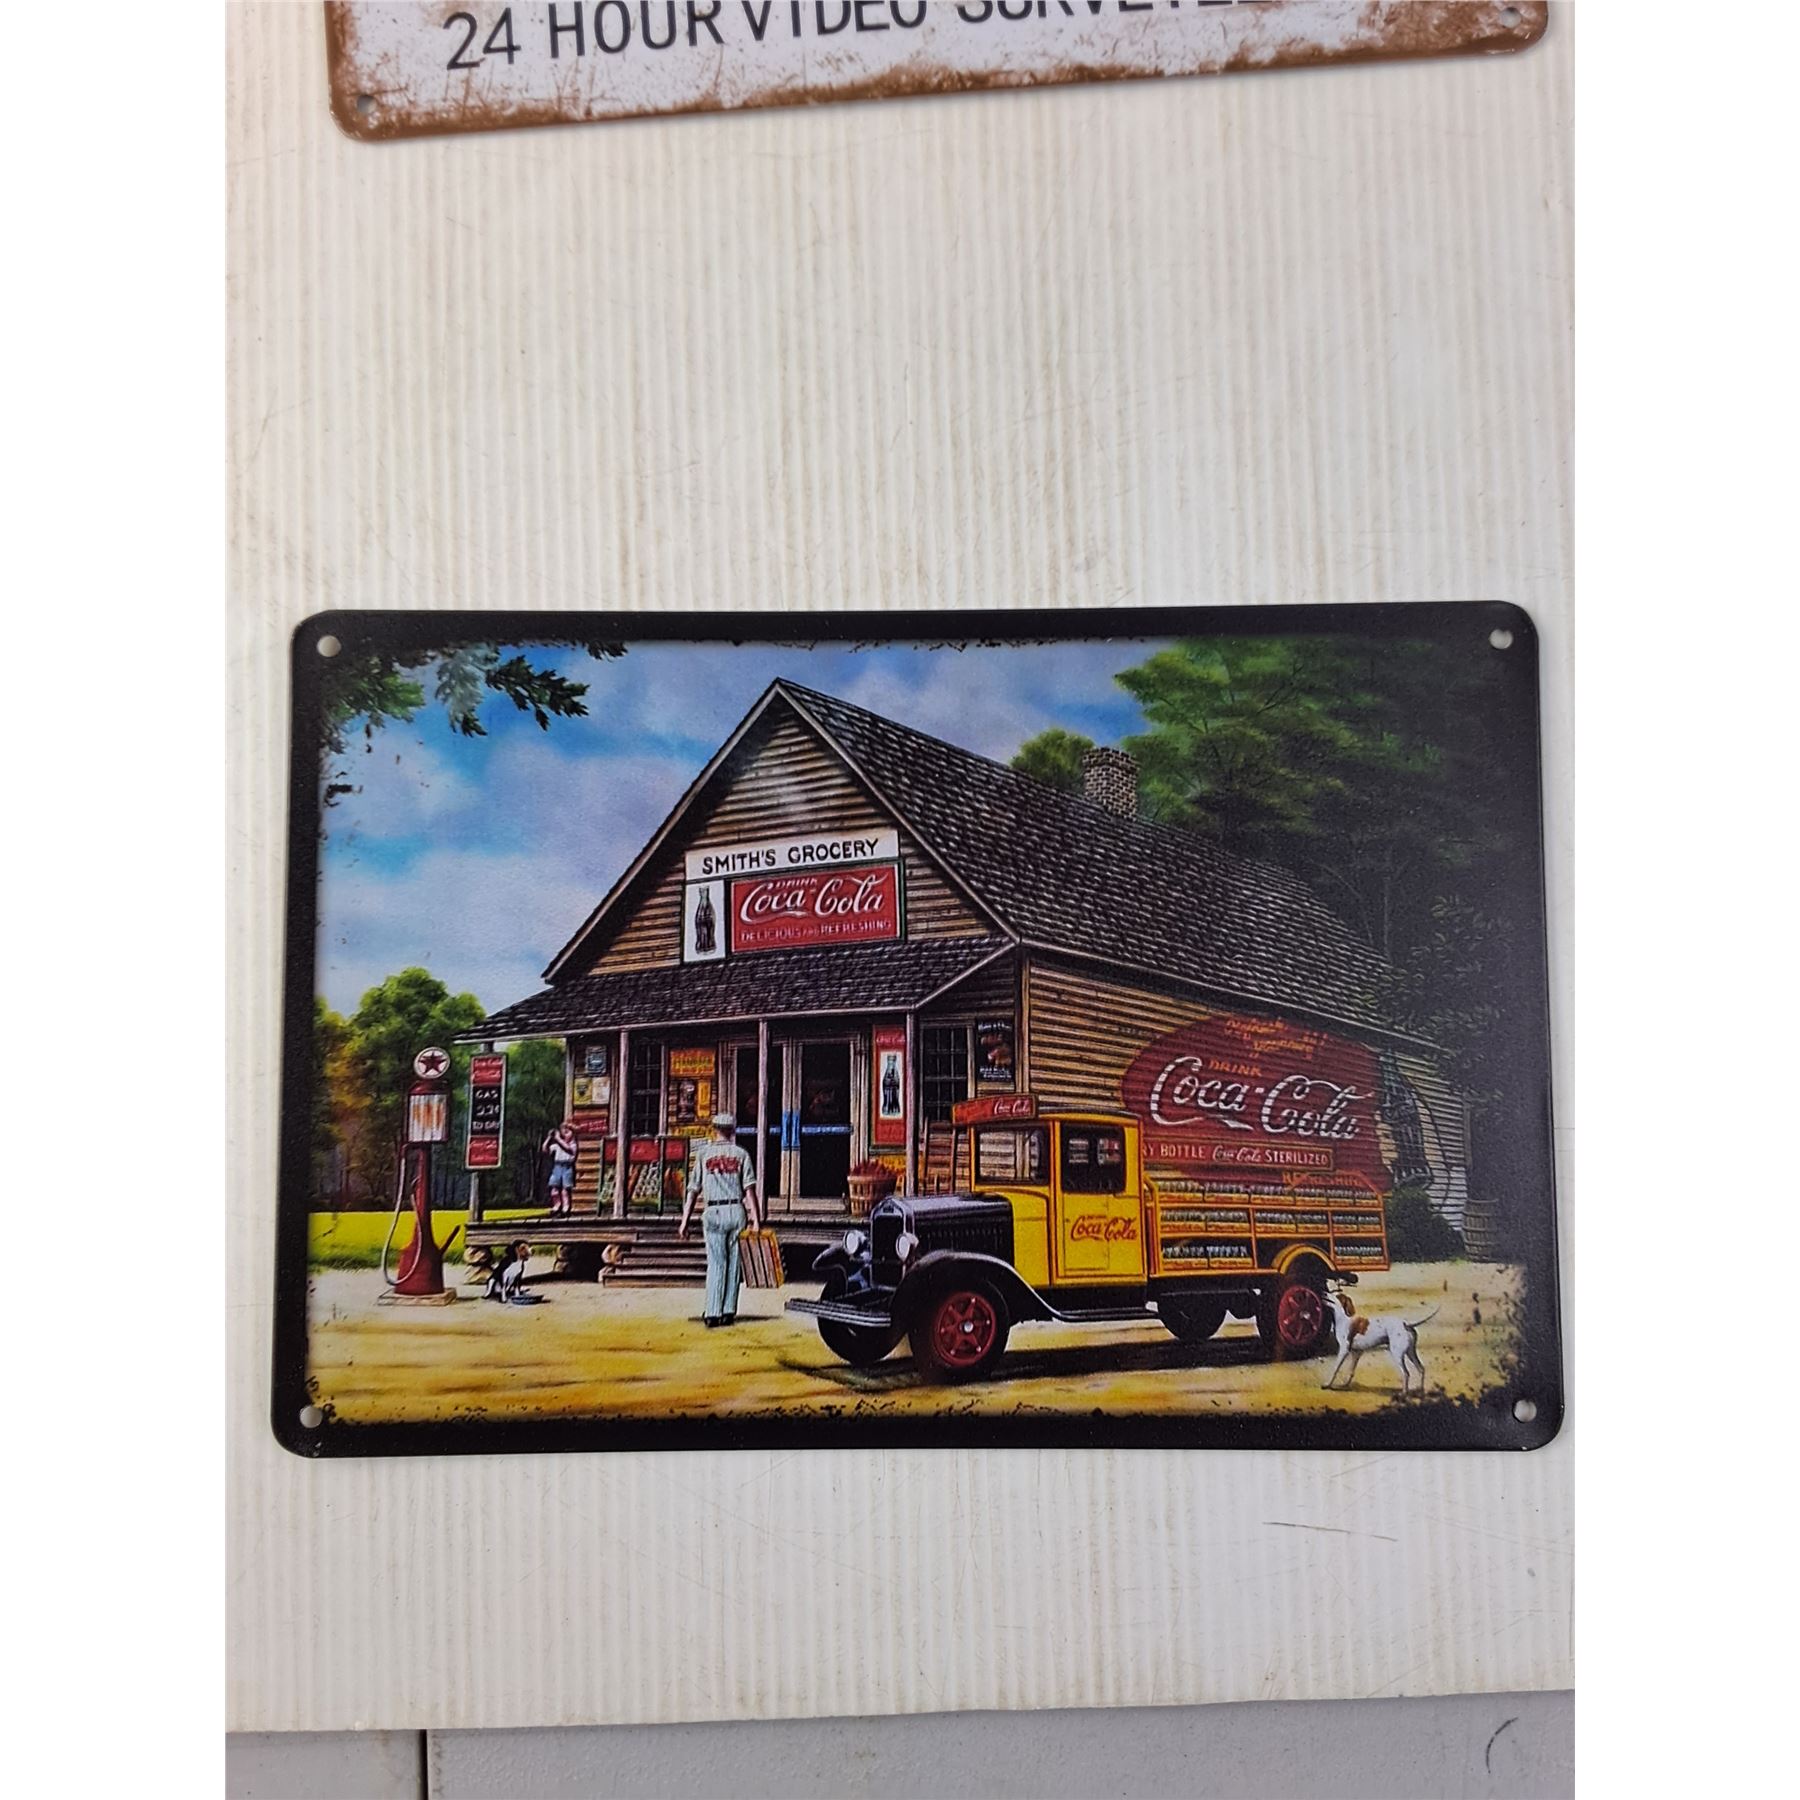 24 HOUR VIDEO
SMITH'S GROCERY
DRINK
Coca-Cola
DELICIOUS AND REFRESHING
GAS
DRINK
Coca-Cola
RY BOTTLE Coca-Cola STERILIZED
Coca-Cola
Coca-Cola